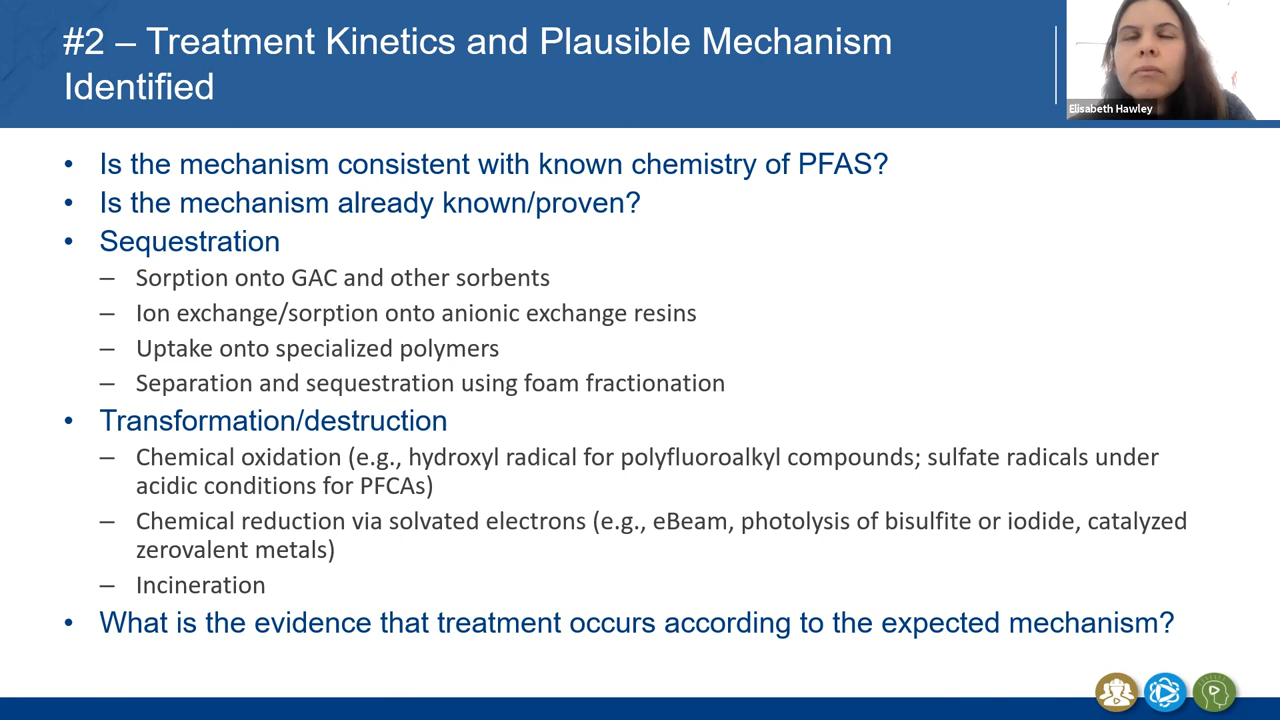 #2 – Treatment Kinetics and Plausible Mechanism
Identified
Elisabeth Hawley
• Is the mechanism consistent with known chemistry of PFAS?
• Is the mechanism already known/proven?
• Sequestration
– Sorption onto GAC and other sorbents
– Ion exchange/sorption onto anionic exchange resins
– Uptake onto specialized polymers
– Separation and sequestration using foam fractionation
• Transformation/destruction
– Chemical oxidation (e.g., hydroxyl radical for polyfluoroalkyl compounds; sulfate radicals under
acidic conditions for PFCAs)
– Chemical reduction via solvated electrons (e.g., eBeam, photolysis of bisulfite or iodide, catalyzed
zerovalent metals)
– Incineration
• What is the evidence that treatment occurs according to the expected mechanism?